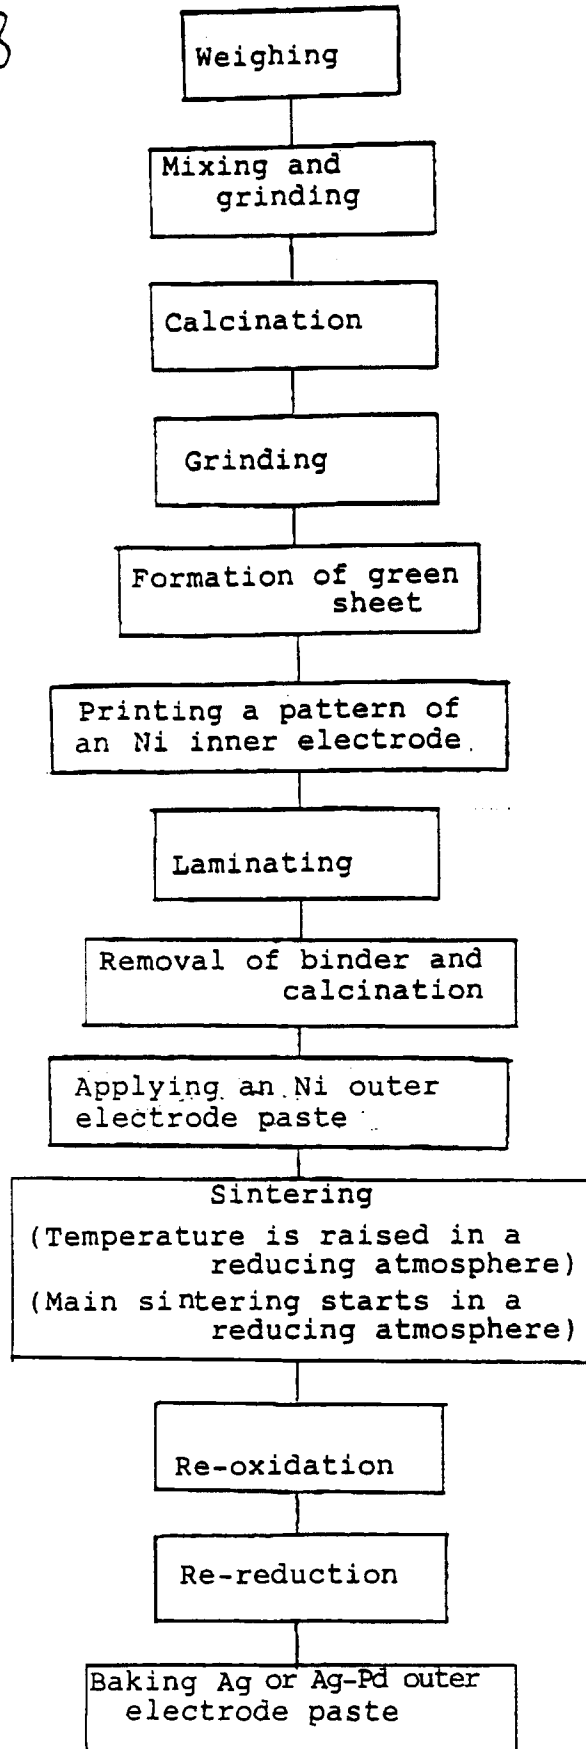 Weighing
Mixing and
grinding
Calcination
Grinding
Formation of green
sheet
Printing a pattern of
an Ni inner electrode.
Laminating
Removal of binder and
calcination
Applying an Ni outer
electrode paste
Sintering
(Temperature is raised in a
reducing atmosphere)
(Main sintering starts in a
reducing atmosphere)
Re-oxidation
Re-reduction
Baking Ag or Ag-Pd outer
electrode paste